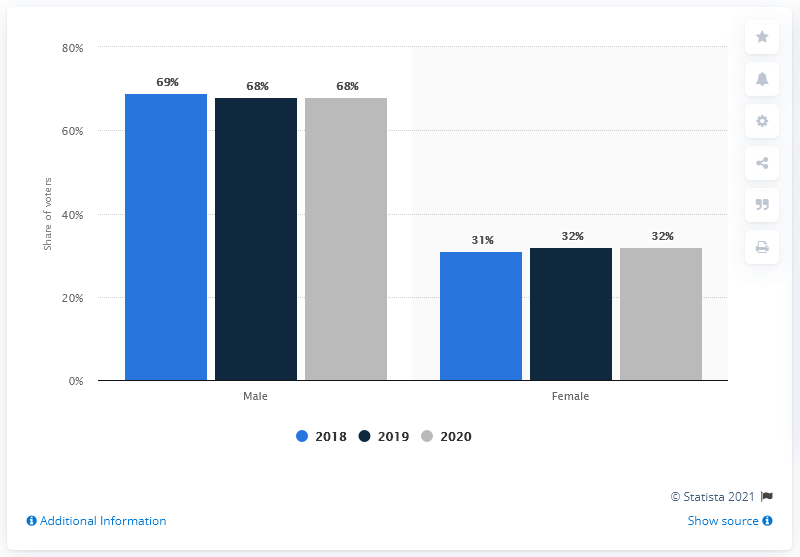 80%
69%
68%
68%
60%
Share of voters
40%
31%
32%
32%
20%
0%
Male
Female
2018
2019
2020
© Statista 2021
Additional Information
Show source